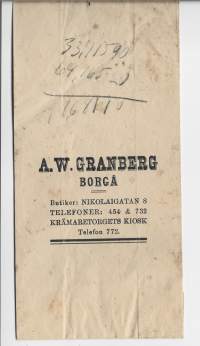 A.W. GRANBERG
BORGÅ
Butiker: NIKOLAIGATAN 8
TELEFONER: 454 & 732
KRÄMARETORGETS KIOSK
Telefon 772.